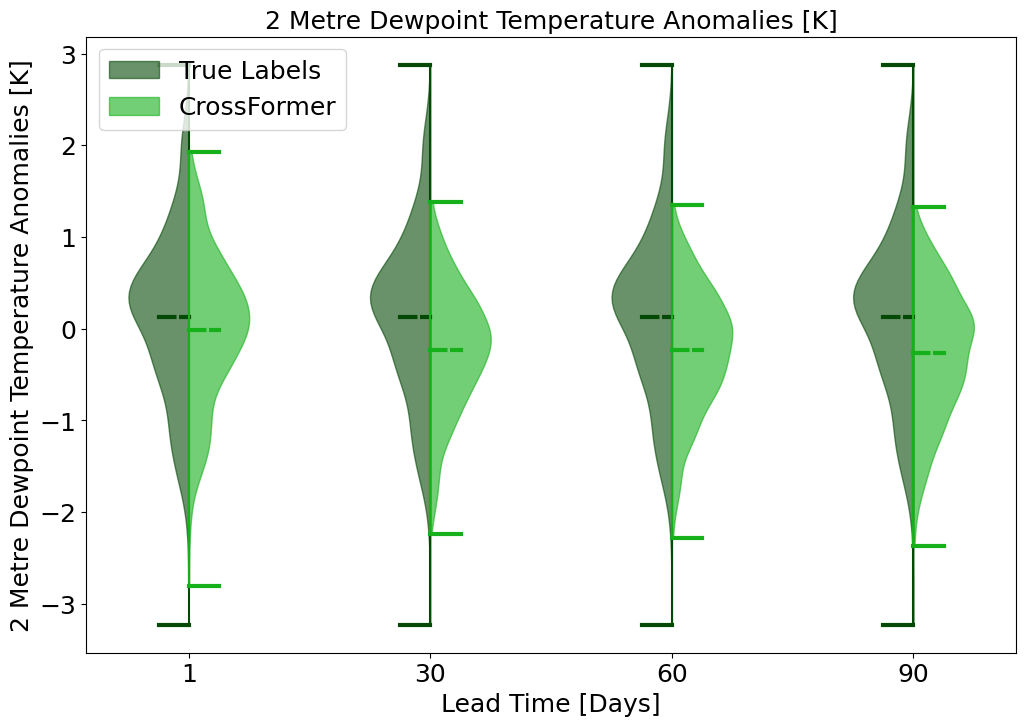 2 Metre Dewpoint Temperature Anomalies [K]
True Labels
CrossFormer
2 Metre Dewpoint Temperature Anomalies [K]
3
2
1
0
−1
−2
−3
1
30
60
90
Lead Time [Days]